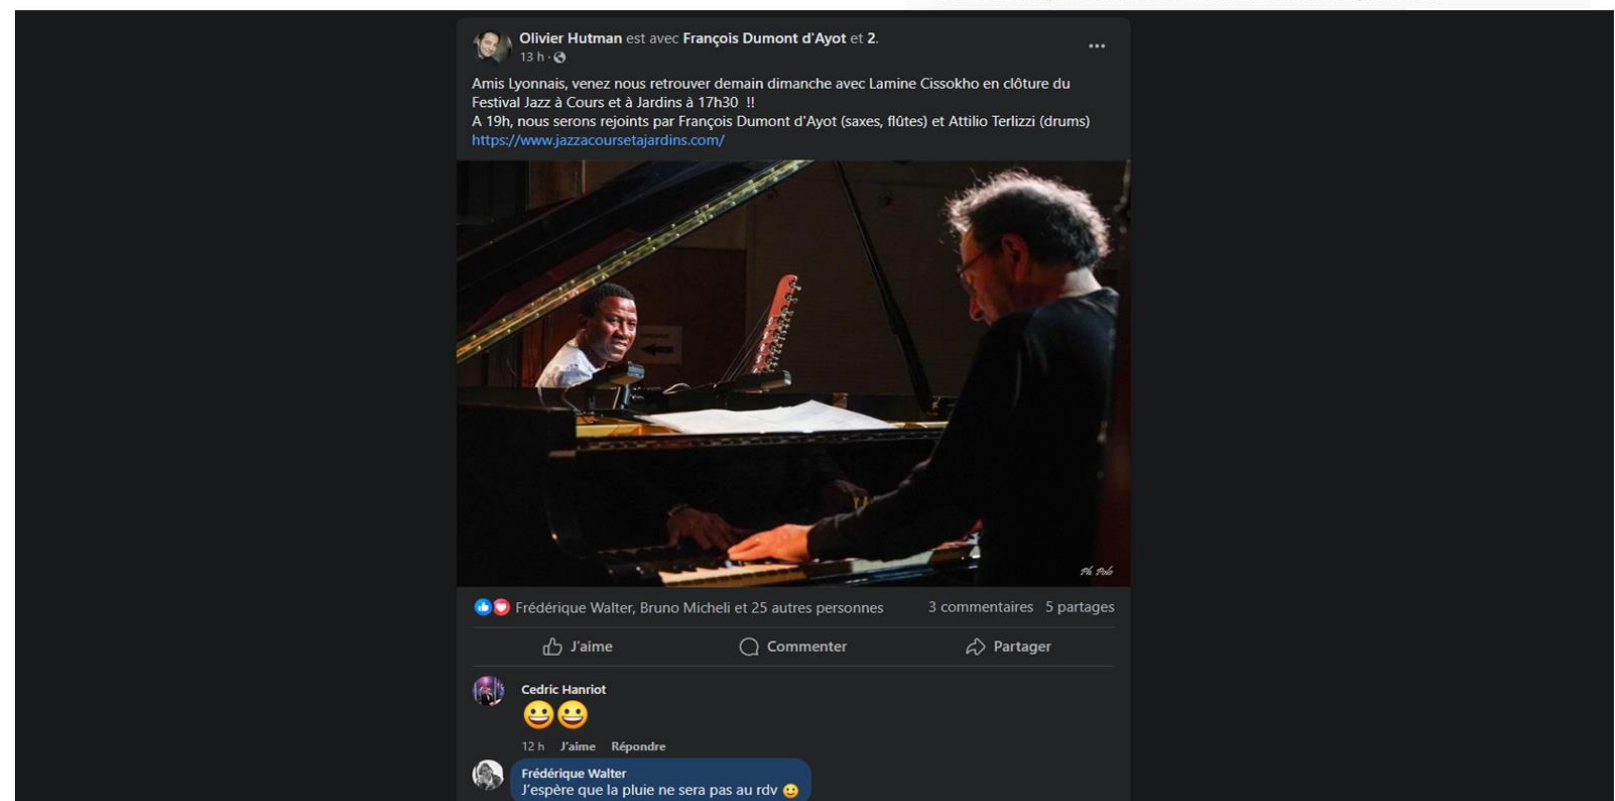 Olivier Hutman est avec François Dumont d'Ayot et 2.
13 h ·
Amis Lyonnais, venez nous retrouver demain dimanche avec Lamine Cissokho en clôture du
Festival Jazz à Cours et à Jardins à 17h30 !!
A 19h, nous serons rejoints par François Dumont d'Ayot (saxes, flûtes) et Attilio Terlizzi (drums)
https://www.jazzacoursetajardins.com/
Ph Polo
Frédérique Walter, Bruno Micheli et 25 autres personnes 3 commentaires 5 partages
J'aime Commenter Partager
Cedric Hanriot
😀😀
12 h J'aime Répondre
Frédérique Walter
J'espère que la pluie ne sera pas au rdv 😀